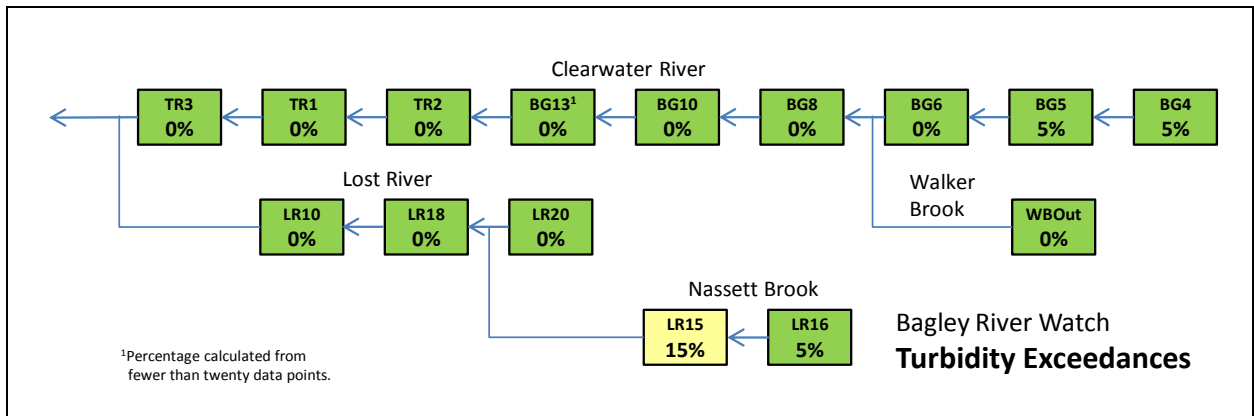 Clearwater River
TR3
0%
TR1
0%
TR2
0%
BG13¹
0%
BG10
0%
BG8
0%
BG6
0%
BG5
5%
BG4
5%
Lost River
LR10
0%
LR18
0%
LR20
0%
Walker
Brook
WBOut
0%
Nassett Brook
LR15
15%
LR16
5%
¹Percentage calculated from
fewer than twenty data points.
Bagley River Watch
Turbidity Exceedances